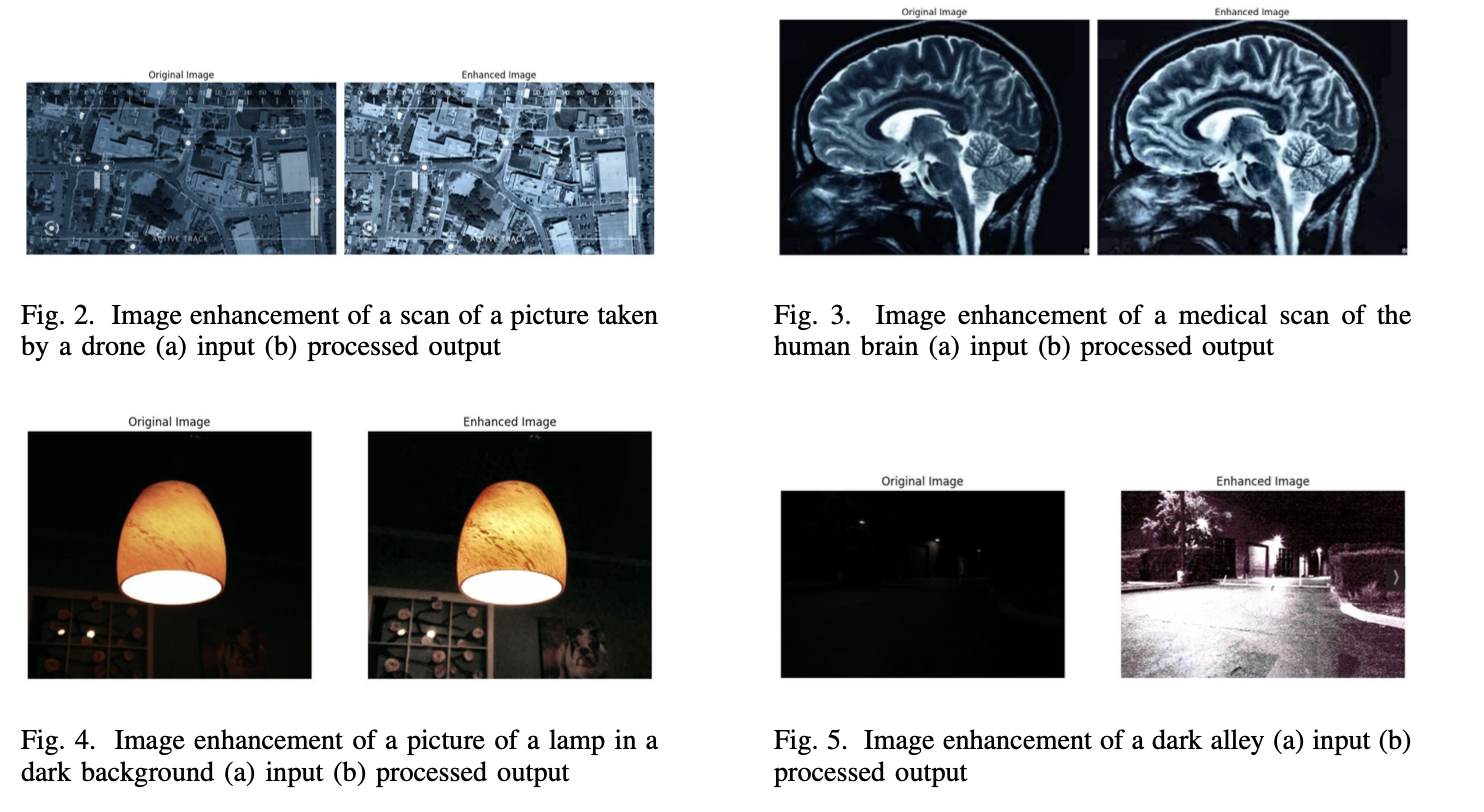 Original Image
Enhanced Image
ACTIVE TRACK
ACTIVE TRACK
Fig. 2. Image enhancement of a scan of a picture taken
by a drone (a) input (b) processed output
Original Image
Enhanced Image
Fig. 3. Image enhancement of a medical scan of the
human brain (a) input (b) processed output
Original Image
Enhanced Image
Fig. 4. Image enhancement of a picture of a lamp in a
dark background (a) input (b) processed output
Original Image
Enhanced Image
Fig. 5. Image enhancement of a dark alley (a) input (b)
processed output